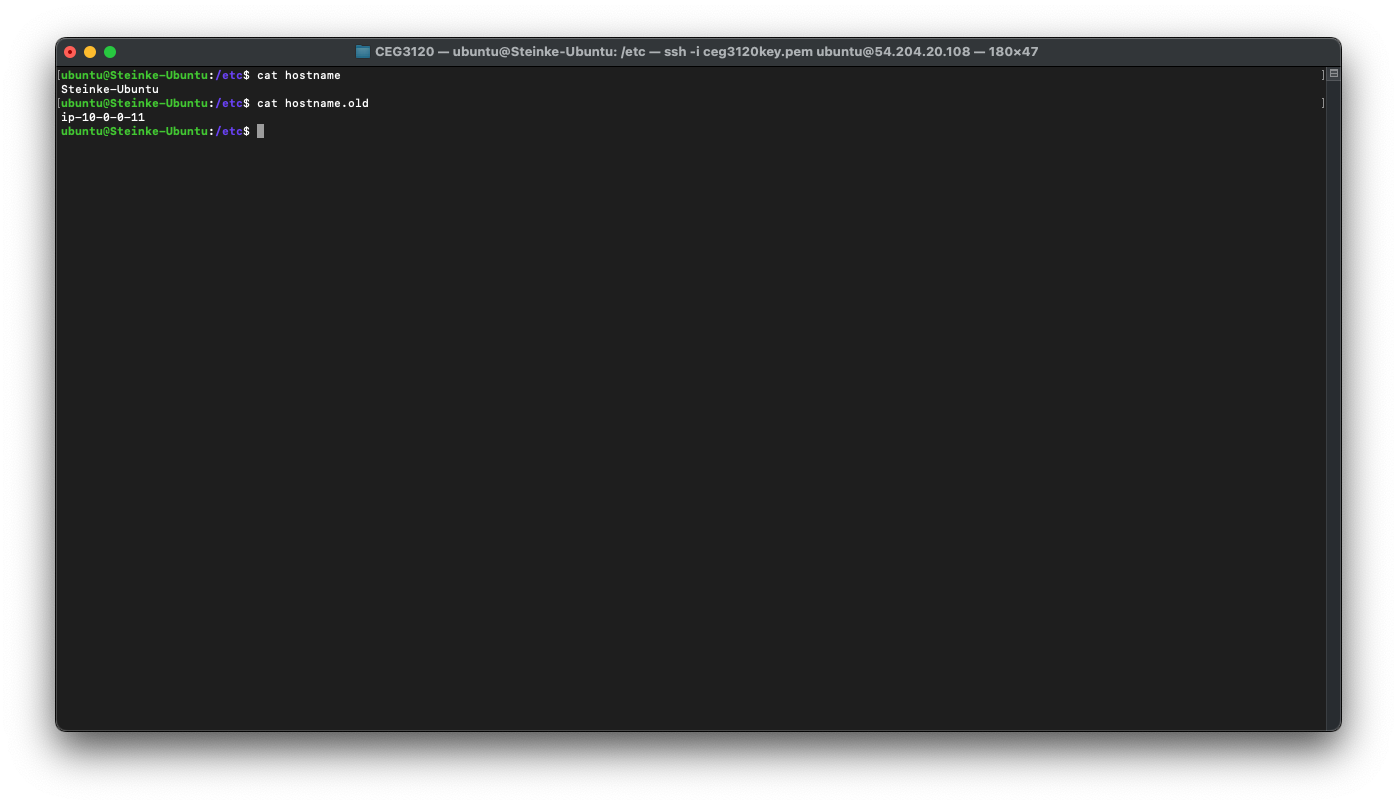 CEG3120 — ubuntu@Steinke-Ubuntu: /etc — ssh -i ceg3120key.pem ubuntu@54.204.20.108 — 180×47
[ubuntu@Steinke-Ubuntu:/etc$ cat hostname ]
Steinke-Ubuntu
[ubuntu@Steinke-Ubuntu:/etc$ cat hostname.old ]
ip-10-0-0-11
ubuntu@Steinke-Ubuntu:/etc$